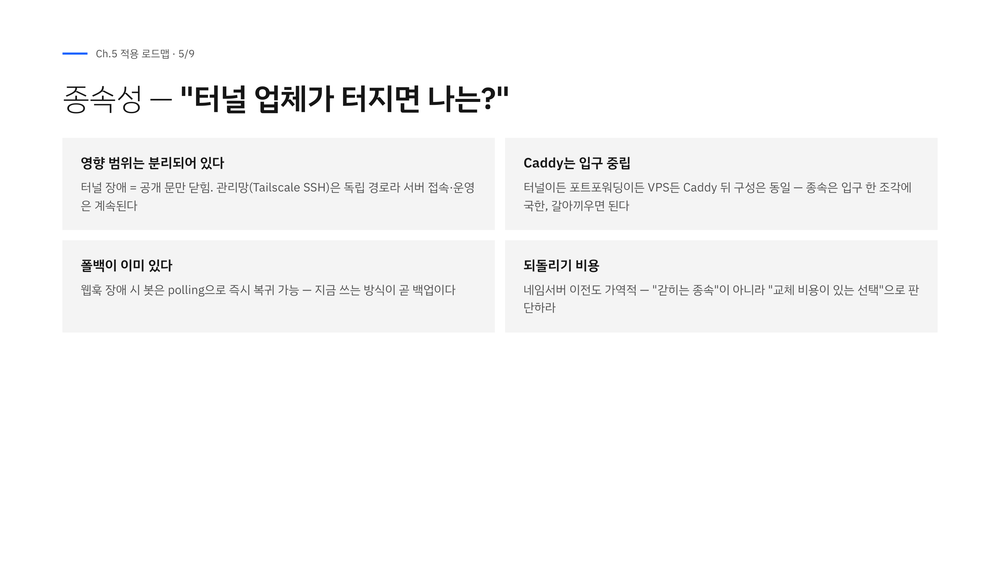 Ch.5 적용 로드맵 · 5/9
종속성 — "터널 업체가 터지면 나는?"
영향 범위는 분리되어 있다
터널 장애 = 공개 문만 닫힘. 관리망(Tailscale SSH)은 독립 경로라 서버 접속·운영
은 계속된다
Caddy는 입구 중립
터널이든 포트포워딩이든 VPS든 Caddy 뒤 구성은 동일 — 종속은 입구 한 조각에
국한, 갈아끼우면 된다
폴백이 이미 있다
웹훅 장애 시 봇은 polling으로 즉시 복귀 가능 — 지금 쓰는 방식이 곧 백업이다
되돌리기 비용
네임서버 이전도 가역적 — "갇히는 종속"이 아니라 "교체 비용이 있는 선택"으로 판
단하라